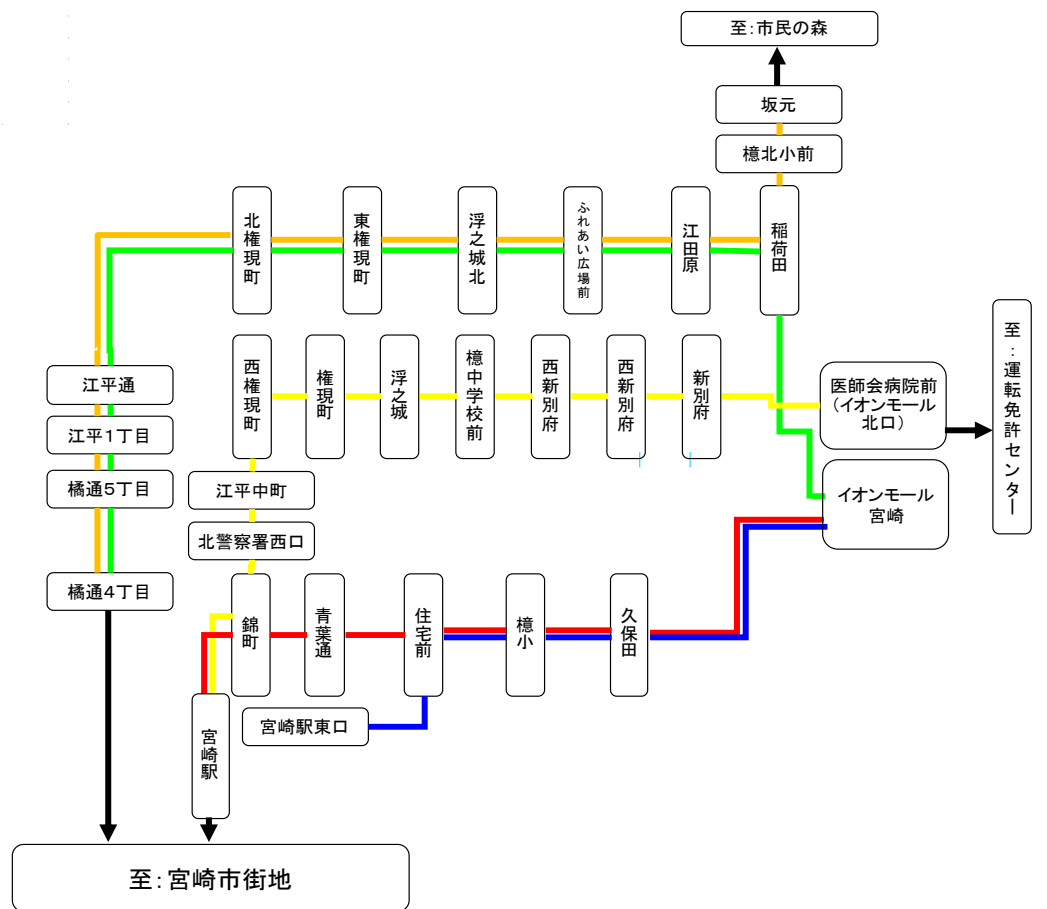 至:市民の森
坂元
檍北小前
北権現町
東権現町
浮之城北
ふれあい広場前
江田原
稲荷田
至:運転免許センター
西権現町
権現町
浮之城
檍中学校前
西新別府
西新別府
新別府
医師会病院前
(イオンモール
北口)
江平通
江平1丁目
橘通5丁目
橘通4丁目
江平中町
北警察署西口
イオンモール
宮崎
錦町
青葉通
住宅前
檍小
久保田
宮崎駅東口
宮崎駅
至:宮崎市街地